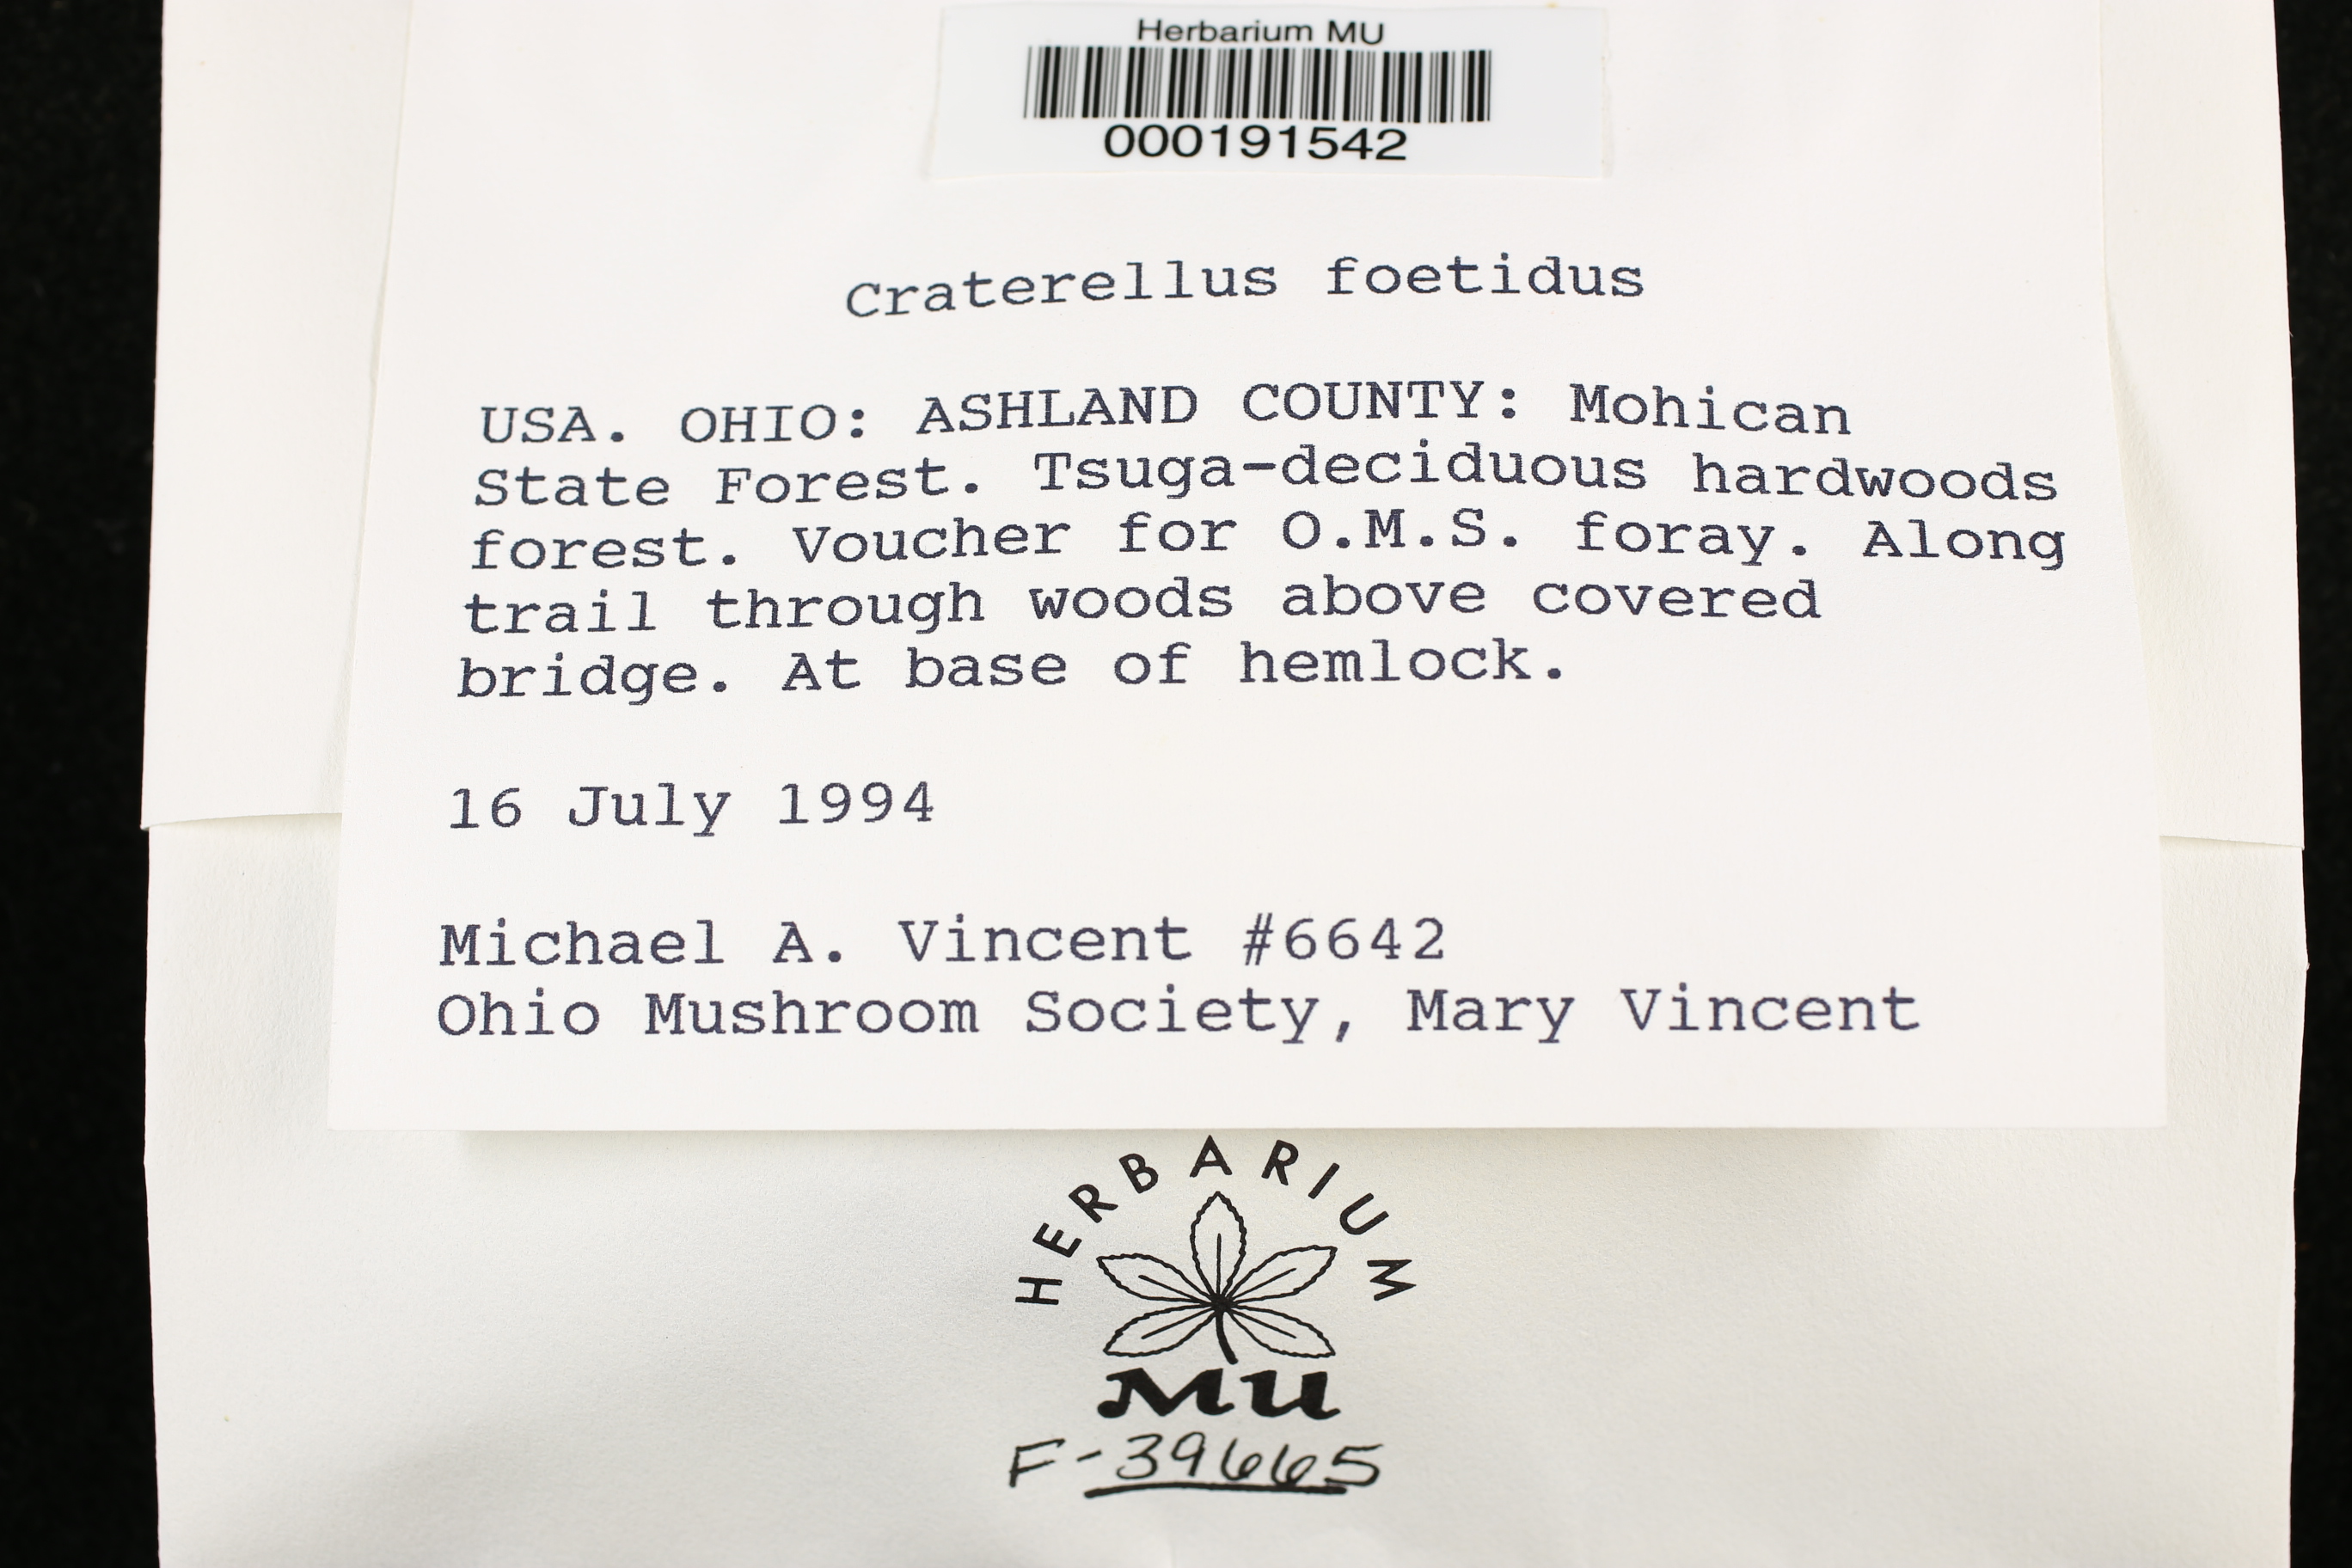 Herbarium MU
000191542
Craterellus foetidus
USA. OHIO: ASHLAND COUNTY: Mohican
State Forest. Tsuga-deciduous hardwoods
forest. Voucher for O.M.S. foray. Along
trail through woods above covered
bridge. At base of hemlock.
16 July 1994
Michael A. Vincent #6642
Ohio Mushroom Society, Mary Vincent
HERBARIUM
MU
F-39665